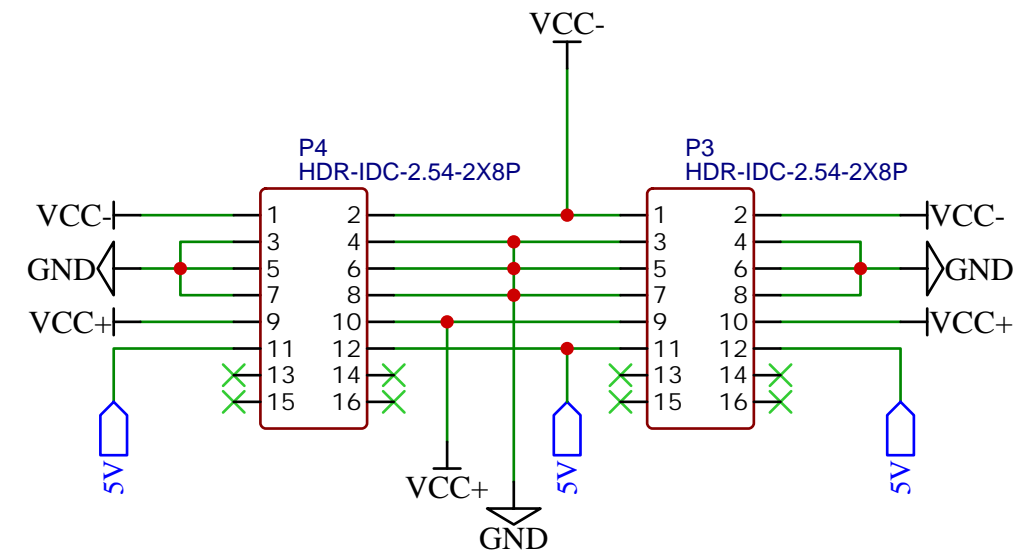 VCC-
P4
HDR-IDC-2.54-2X8P
P3
HDR-IDC-2.54-2X8P
VCC- 1 2 1 2 VCC-
3 4 3 4
GND 5 6 5 6 GND
7 8 7 8
VCC+ 9 10 9 10 VCC+
11 12 11 12
13 14 13 14
15 16 15 16
5V VCC+ 5V 5V
GND